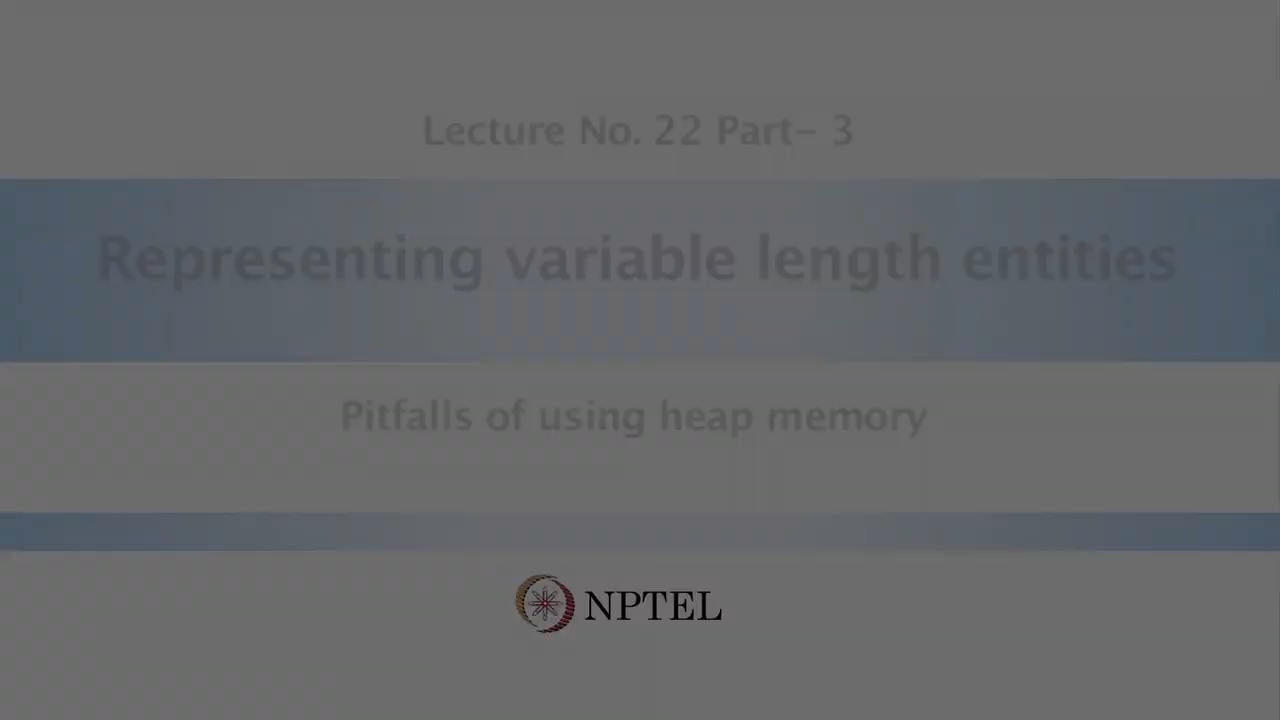 Lecture No. 22 Part- 3
Representing variable length entities
Pitfalls of using heap memory
NPTEL